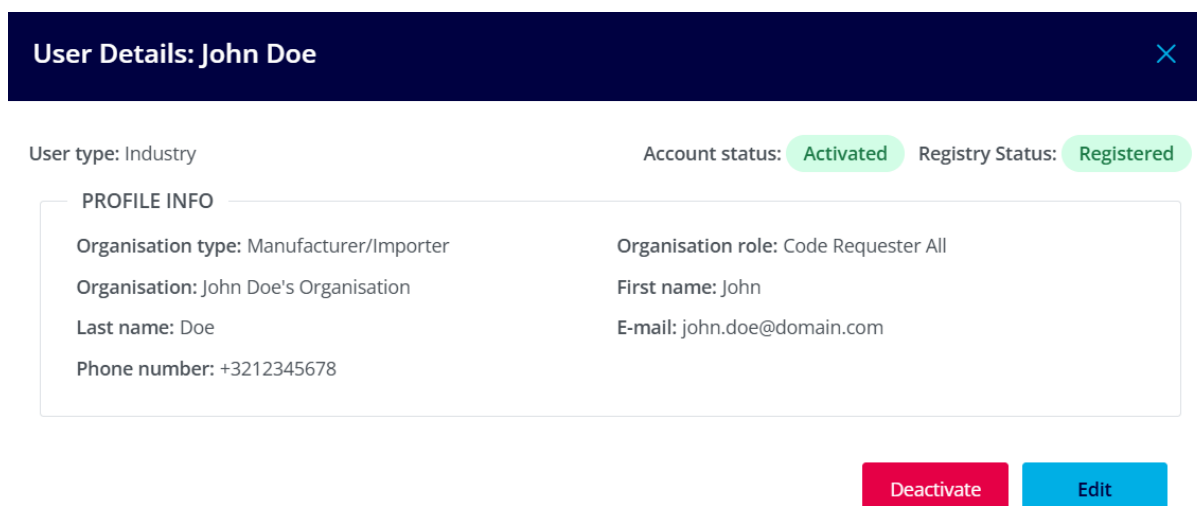 User Details: John Doe
User type: Industry Account status: Activated Registry Status: Registered
PROFILE INFO
Organisation type: Manufacturer/Importer Organisation role: Code Requester All
Organisation: John Doe's Organisation First name: John
Last name: Doe E-mail: john.doe@domain.com
Phone number: +3212345678
Deactivate Edit